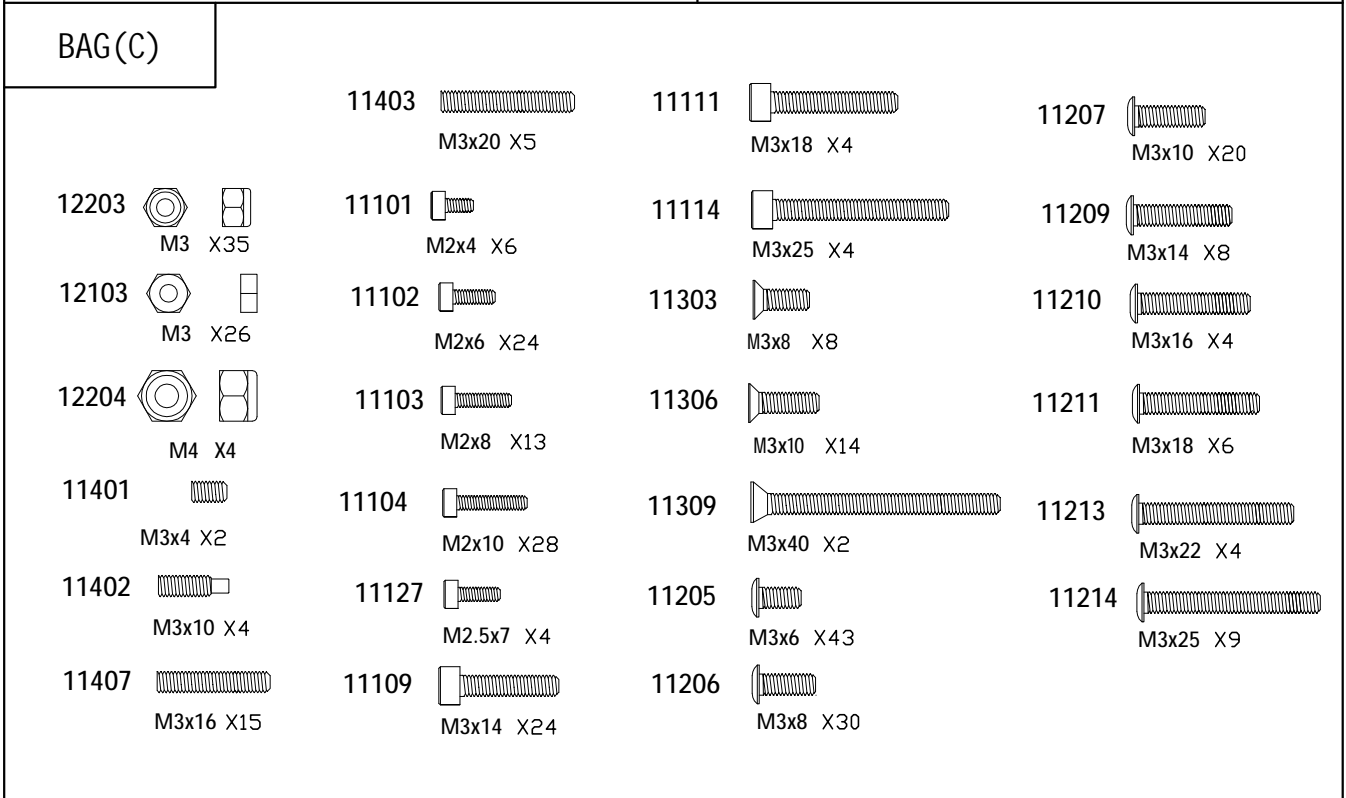 BAG(C)
12203
M3 X35
12103
M3 X26
12204
M4 X4
11401
M3x4 X2
11402
M3x10 X4
11407
M3x16 X15
11403
M3x20 X5
11101
M2x4 X6
11102
M2x6 X24
11103
M2x8 X13
11104
M2x10 X28
11127
M2.5x7 X4
11109
M3x14 X24
11111
M3x18 X4
11114
M3x25 X4
11303
M3x8 X8
11306
M3x10 X14
11309
M3x40 X2
11205
M3x6 X43
11206
M3x8 X30
11207
M3x10 X20
11209
M3x14 X8
11210
M3x16 X4
11211
M3x18 X6
11213
M3x22 X4
11214
M3x25 X9